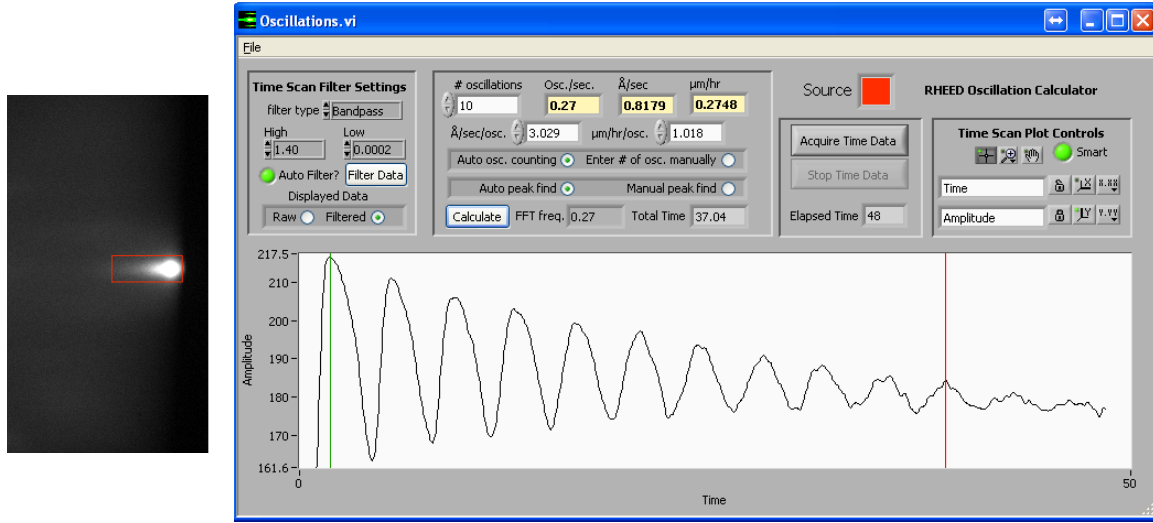 Oscillations.vi
File
Time Scan Filter Settings
filter type Bandpass
High Low
1.40 0.0002
Auto Filter? Filter Data
Displayed Data
Raw Filtered
# oscillations Osc./sec. Å/sec µm/hr
10 0.27 0.8179 0.2748
Å/sec/osc. 3.029 µm/hr/osc. 1.018
Auto osc. counting Enter # of osc. manually
Auto peak find Manual peak find
Calculate FFT freq. 0.27 Total Time 37.04
Source
RHEED Oscillation Calculator
Acquire Time Data
Stop Time Data
Elapsed Time 48
Time Scan Plot Controls
Smart
Time X X.XX
Amplitude Y Y.YY
217.5
210
200
190
180
170
161.6
Amplitude
0 50
Time